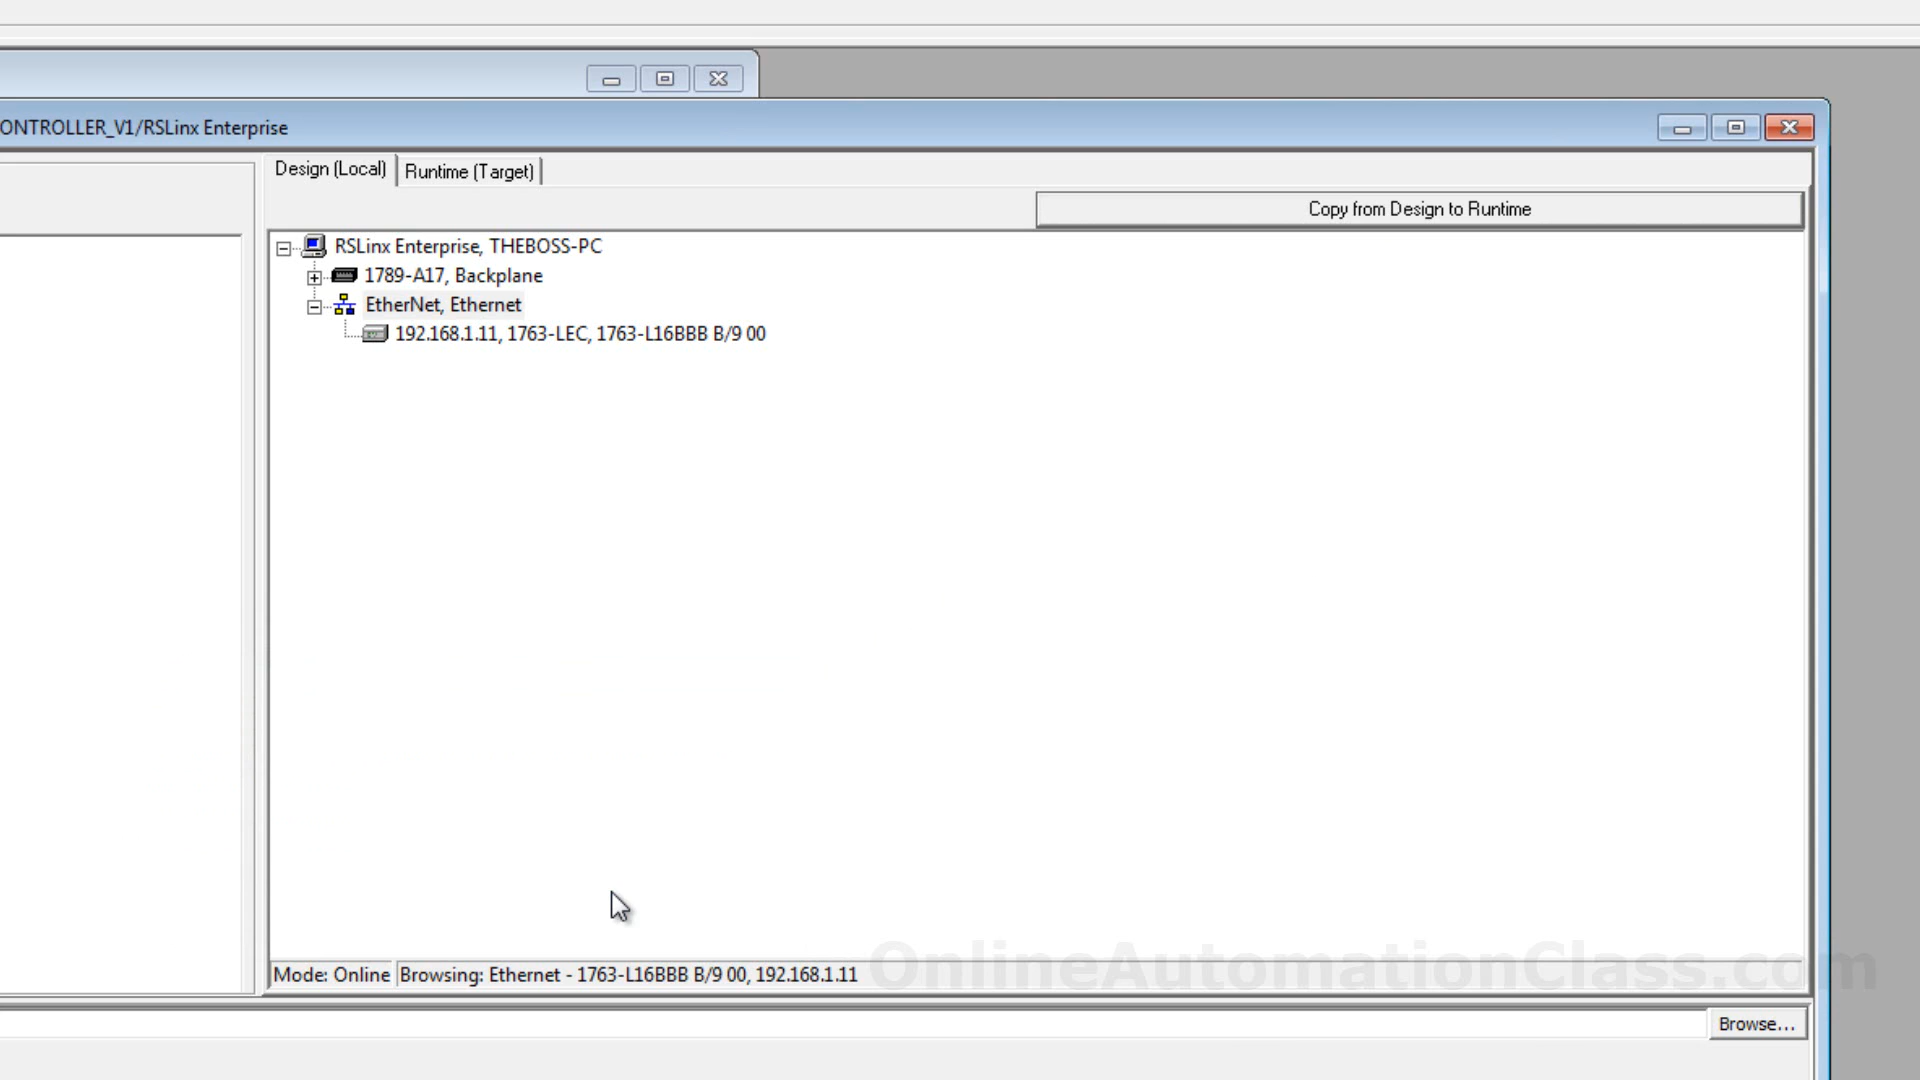 ONTROLLER_V1/RSLinx Enterprise
Design (Local)
Runtime (Target)
Copy from Design to Runtime
RSLinx Enterprise, THEBOSS-PC
1789-A17, Backplane
EtherNet, Ethernet
192.168.1.11, 1763-LEC, 1763-L16BBB B/9 00
OnlineAutomationClass.com
Mode: Online
Browsing: Ethernet - 1763-L16BBB B/9 00, 192.168.1.11
Browse...